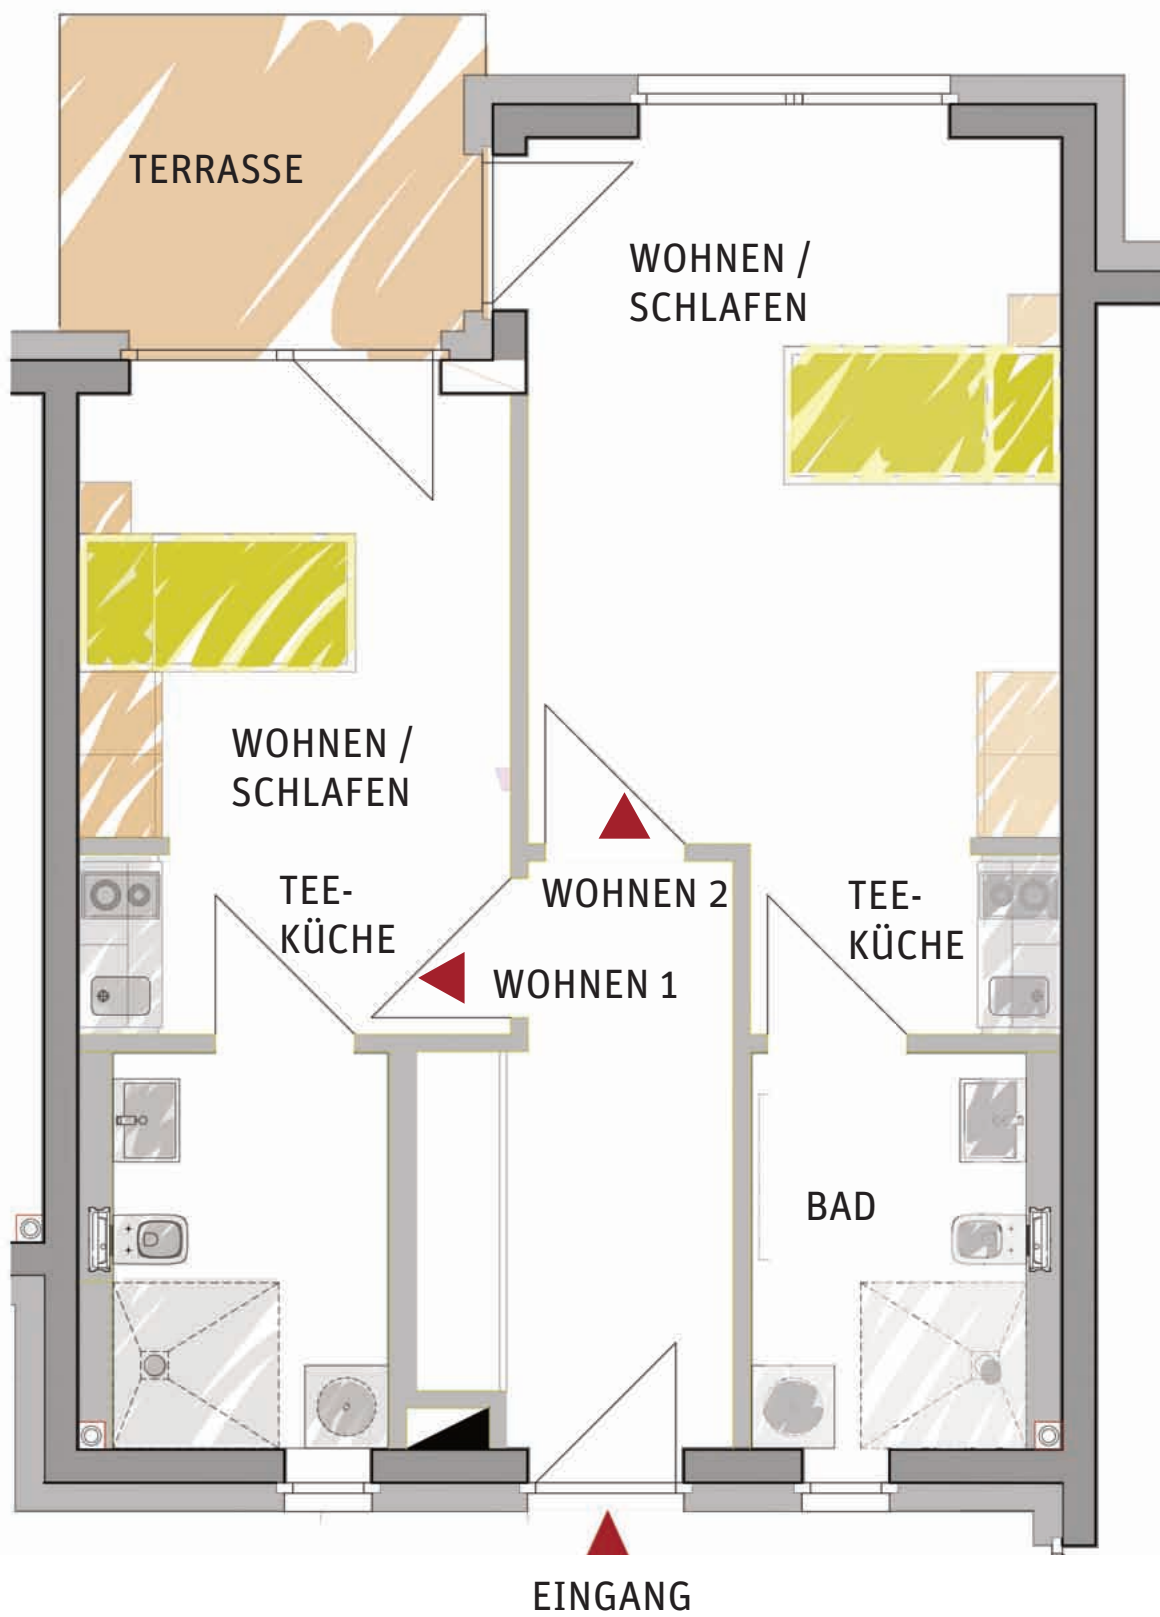 TERRASSE
WOHNEN /
SCHLAFEN
WOHNEN /
SCHLAFEN
TEE-
KÜCHE
WOHNEN 2
TEE-
KÜCHE
WOHNEN 1
BAD
EINGANG